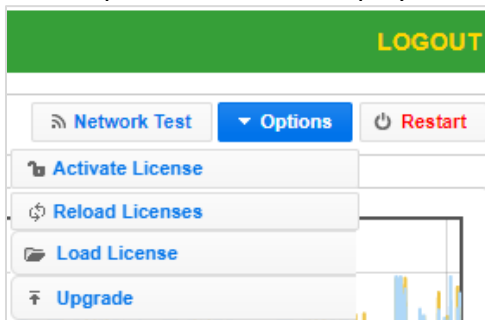 LOGOUT
Network Test Options Restart
Activate License
Reload Licenses
Load License
Upgrade